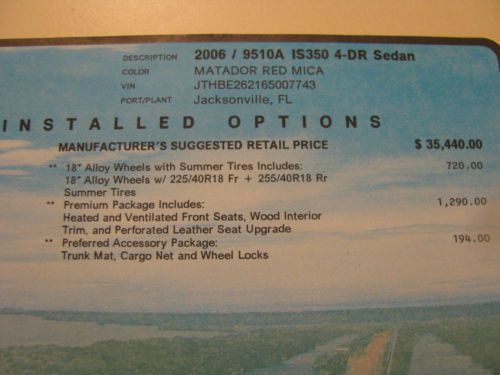 DESCRIPTION 2006 / 9510A IS350 4-DR Sedan
COLOR MATADOR RED MICA
VIN JTHBE262165007743
PORT/PLANT Jacksonville, FL
INSTALLED OPTIONS
MANUFACTURER'S SUGGESTED RETAIL PRICE $ 35,440.00
** 18" Alloy Wheels with Summer Tires Includes: 720.00
18" Alloy Wheels w/ 225/40R18 Fr + 255/40R18 Rr
Summer Tires
** Premium Package Includes: 1,290.00
Heated and Ventilated Front Seats, Wood Interior
Trim, and Perforated Leather Seat Upgrade
** Preferred Accessory Package: 194.00
Trunk Mat, Cargo Net and Wheel Locks